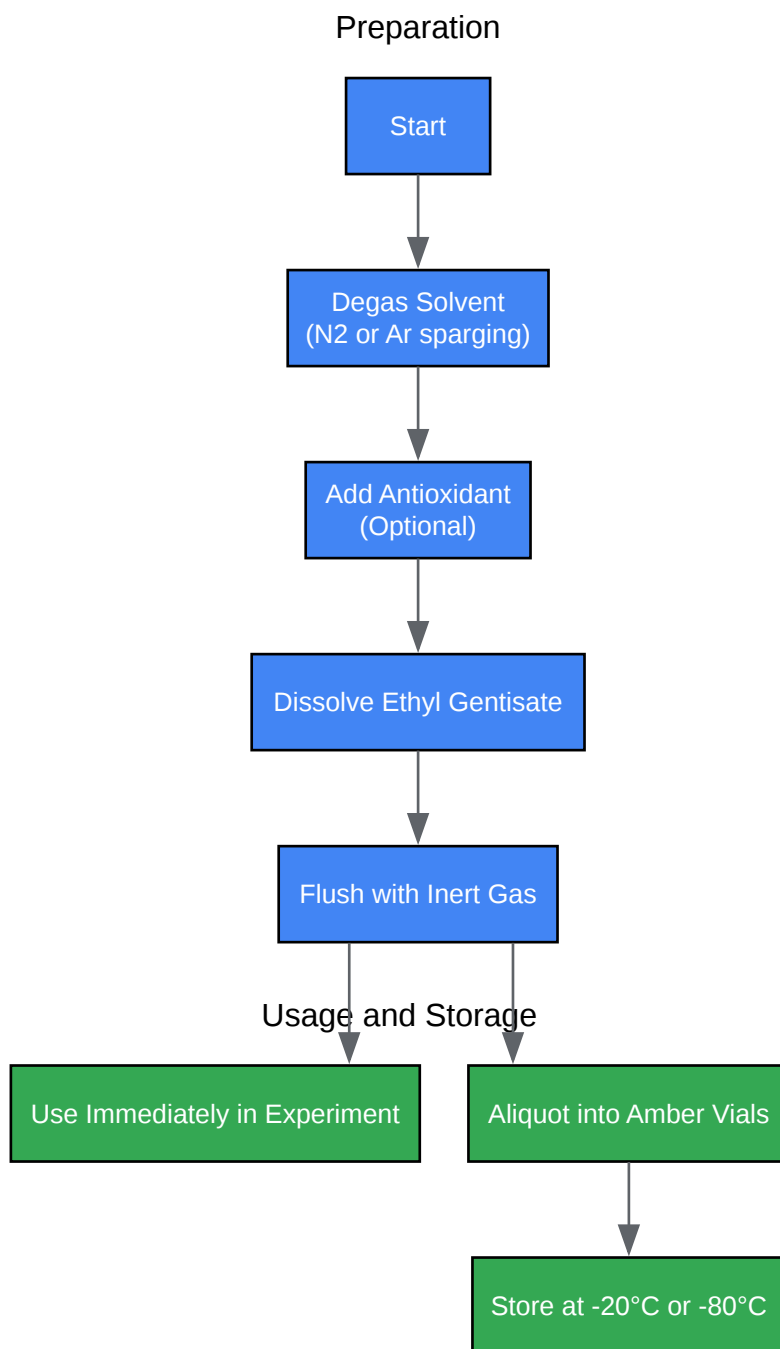 Preparation
Start
Degas Solvent
(N2 or Ar sparging)
Add Antioxidant
(Optional)
Dissolve Ethyl Gentisate
Flush with Inert Gas
Usage and Storage
Use Immediately in Experiment
Aliquot into Amber Vials
Store at -20°C or -80°C